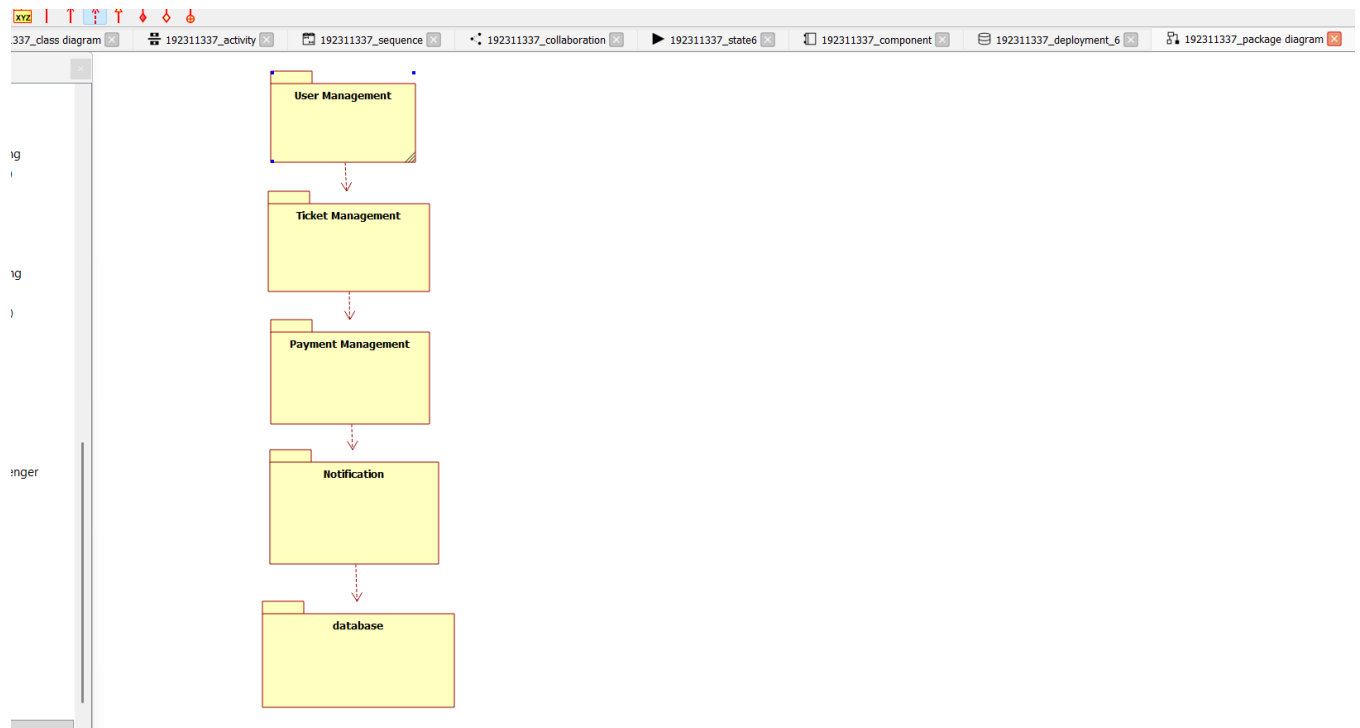 XYZ
.337_class diagram
192311337_activity
192311337_sequence
192311337_collaboration
192311337_state6
192311337_component
192311337_deployment_6
192311337_package diagram
User Management
Ticket Management
Payment Management
Notification
database
ng
)
ng
)
enger